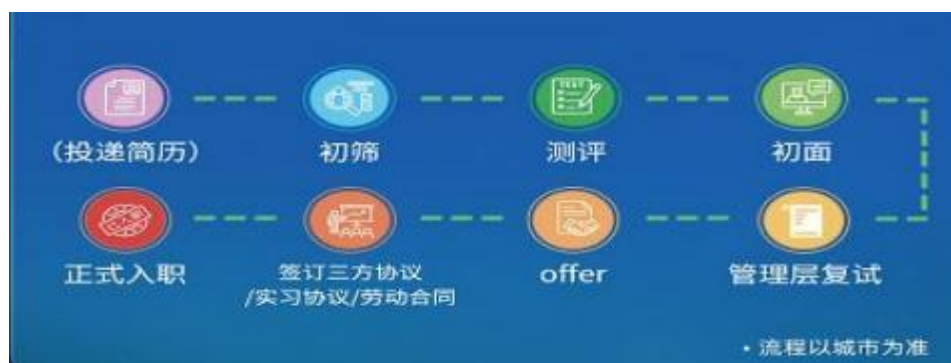 (投递简历)
初筛
测评
初面
管理层复试
offer
签订三方协议
/实习协议/劳动合同
正式入职
• 流程以城市为准